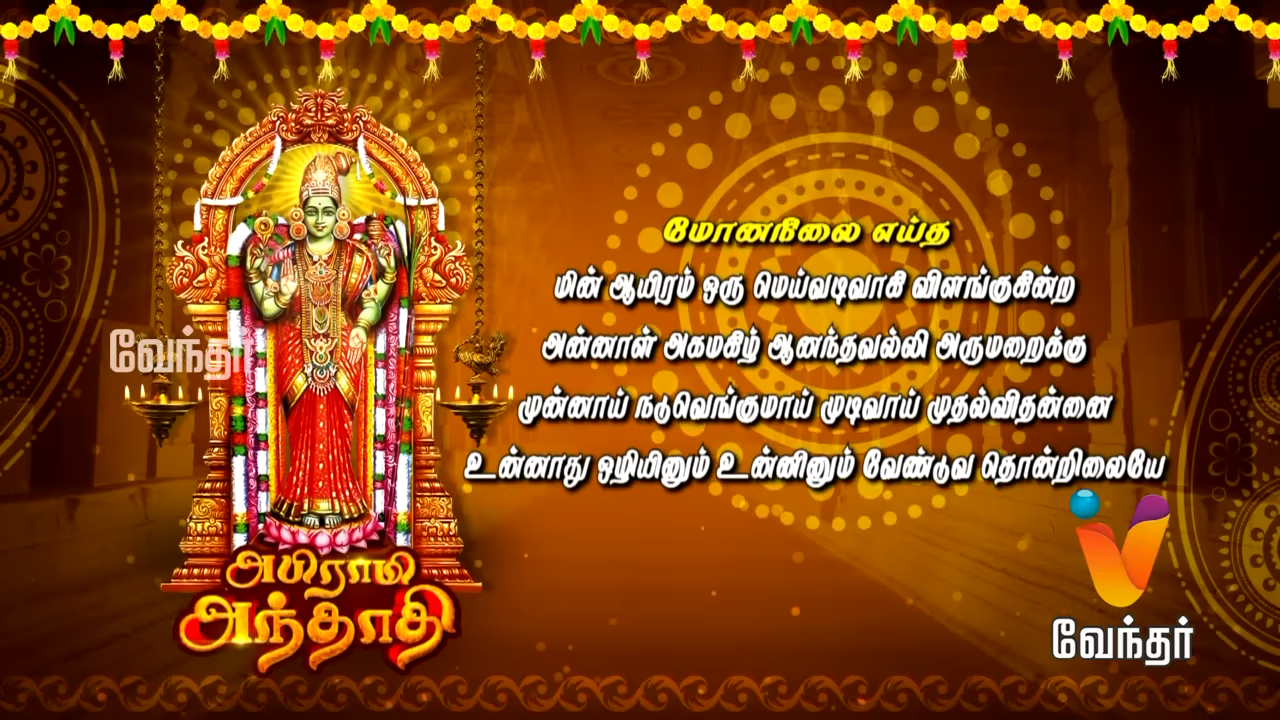 மோனநிலை எய்த
மின் ஆயிரம் ஒரு மெய்வடிவாகி விளங்குகின்ற
அன்னாள் அகமகிழ் ஆனந்தவல்லி அருமறைக்கு
முன்னாய் நடுவெங்குமாய் முடிவாய் முதல்விதன்னை
உன்னாது ஒழியினும் உன்னினும் வேண்டுவ தொன்றிலையே
வேந்தர்
அபிராமி
அந்தாதி
வேந்தர்